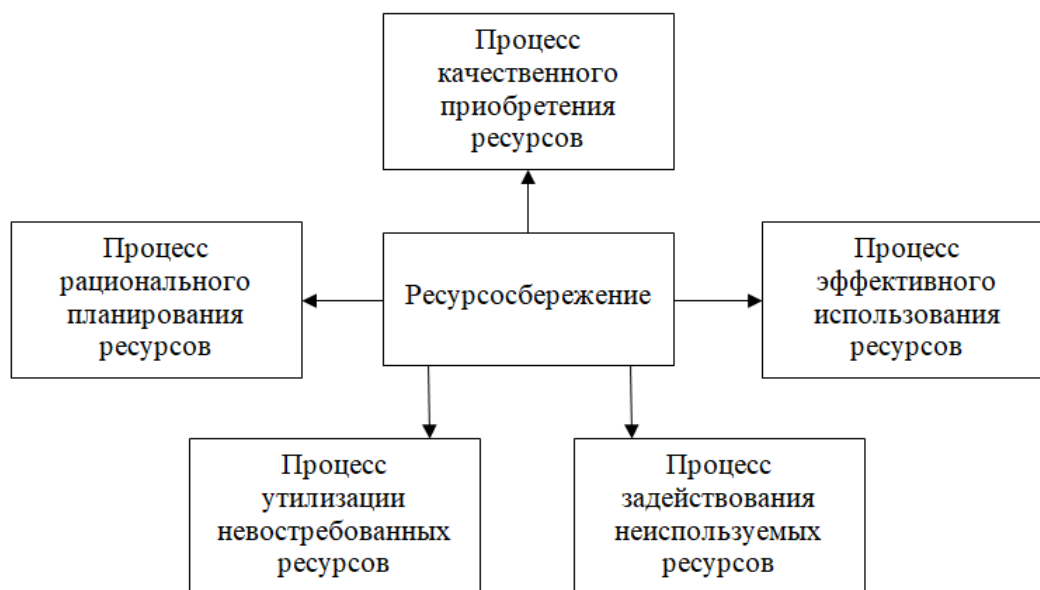 Процесс
качественного
приобретения
ресурсов
Процесс
рационального
планирования
ресурсов
Ресурсосбережение
Процесс
эффективного
использования
ресурсов
Процесс
утилизации
невостребованных
ресурсов
Процесс
задействования
неиспользуемых
ресурсов